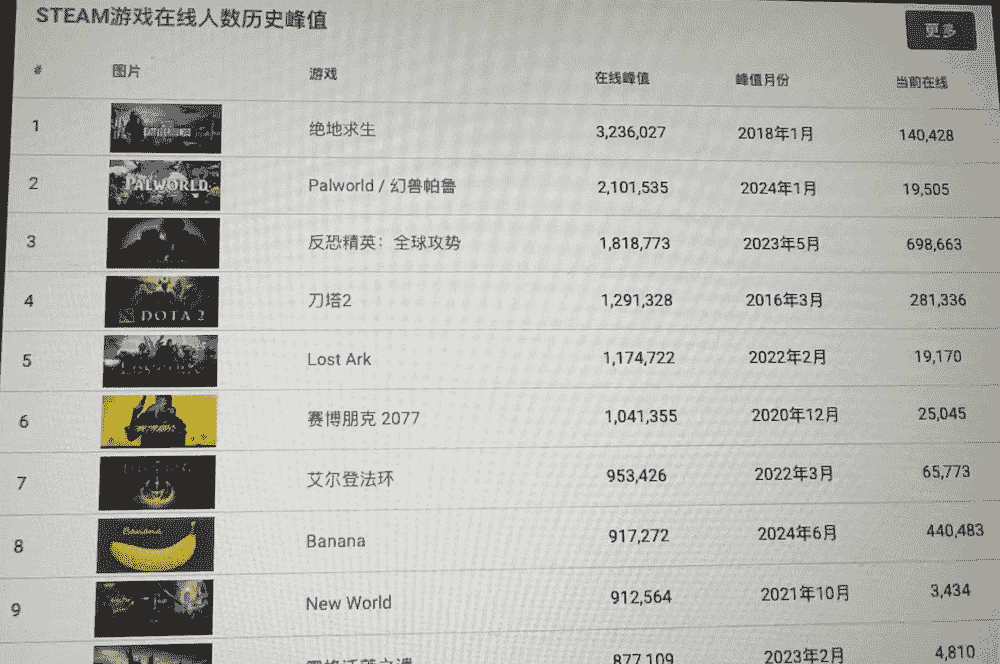 STEAM游戏在线人数历史峰值 更多
# 图片 游戏 在线峰值 峰值月份 当前在线
1 绝地求生 3,236,027 2018年1月 140,428
2 PALWORLD Palworld / 幻兽帕鲁 2,101,535 2024年1月 19,505
3 反恐精英：全球攻势 1,818,773 2023年5月 698,663
4 DOTA 2 刀塔2 1,291,328 2016年3月 281,336
5 Lost Ark 1,174,722 2022年2月 19,170
6 赛博朋克 2077 1,041,355 2020年12月 25,045
7 艾尔登法环 953,426 2022年3月 65,773
8 Banana Banana 917,272 2024年6月 440,483
9 New World 912,564 2021年10月 3,434
877,109 2023年2月 4,810